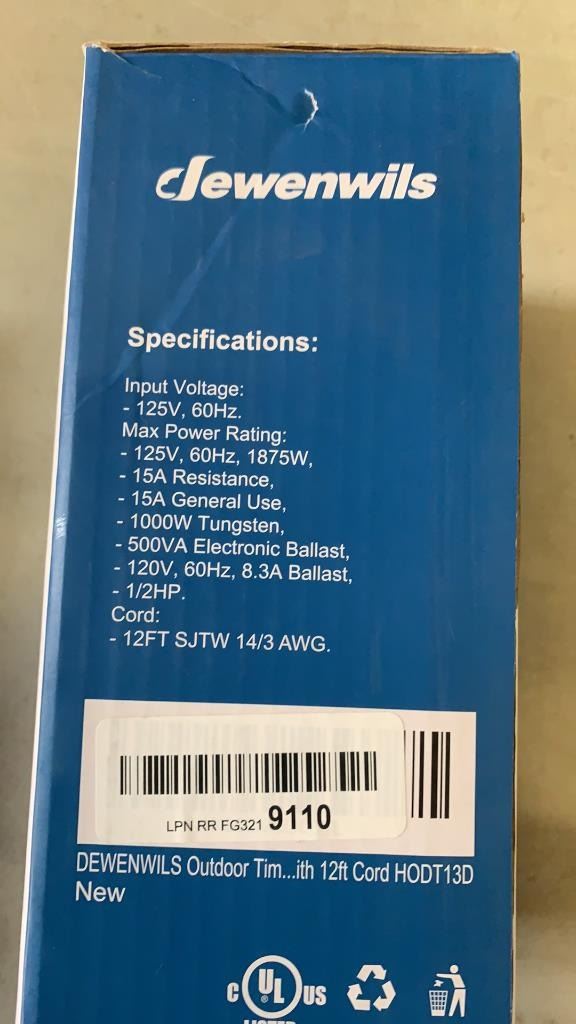 dewenwils
Specifications:
Input Voltage:
- 125V, 60Hz.
Max Power Rating:
- 125V, 60Hz, 1875W,
- 15A Resistance,
- 15A General Use,
- 1000W Tungsten,
- 500VA Electronic Ballast,
- 120V, 60Hz, 8.3A Ballast,
- 1/2HP.
Cord:
- 12FT SJTW 14/3 AWG.
LPN RR FG321 9110
DEWENWILS Outdoor Tim...ith 12ft Cord HODT13D
New
C UL US
LISTED